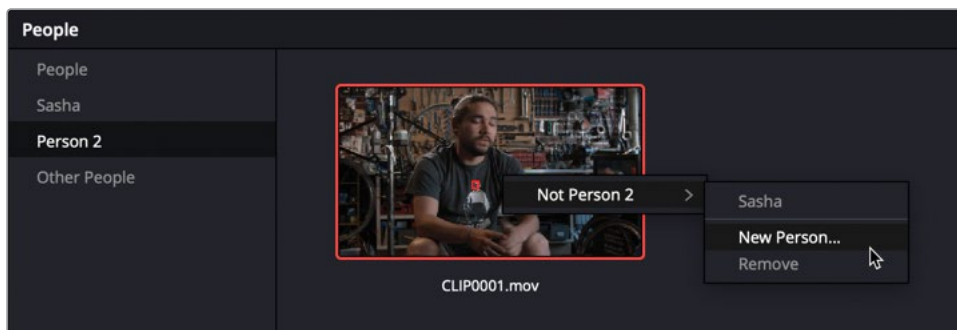 People
People
Sasha
Person 2
Other People
Not Person 2 >
Sasha
New Person...
Remove
CLIP0001.mov